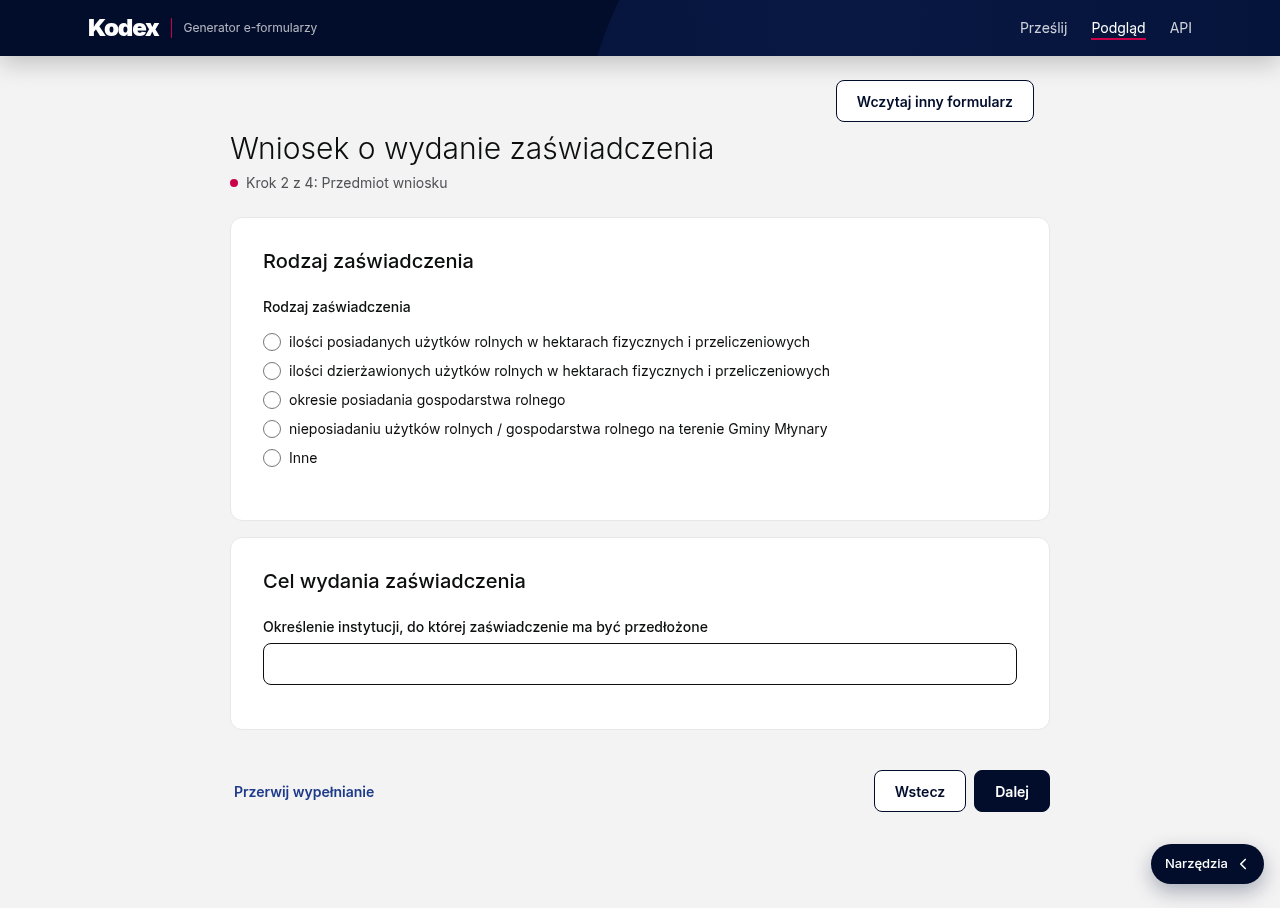 Kodex
Generator e-formularzy
Prześlij
Podgląd
API
Wczytaj inny formularz
Wniosek o wydanie zaświadczenia
Krok 2 z 4: Przedmiot wniosku
Rodzaj zaświadczenia
Rodzaj zaświadczenia
ilości posiadanych użytków rolnych w hektarach fizycznych i przeliczeniowych
ilości dzierżawionych użytków rolnych w hektarach fizycznych i przeliczeniowych
okresie posiadania gospodarstwa rolnego
nieposiadaniu użytków rolnych / gospodarstwa rolnego na terenie Gminy Młynary
Inne
Cel wydania zaświadczenia
Określenie instytucji, do której zaświadczenie ma być przedłożone
Przerwij wypełnianie
Wstecz
Dalej
Narzędzia